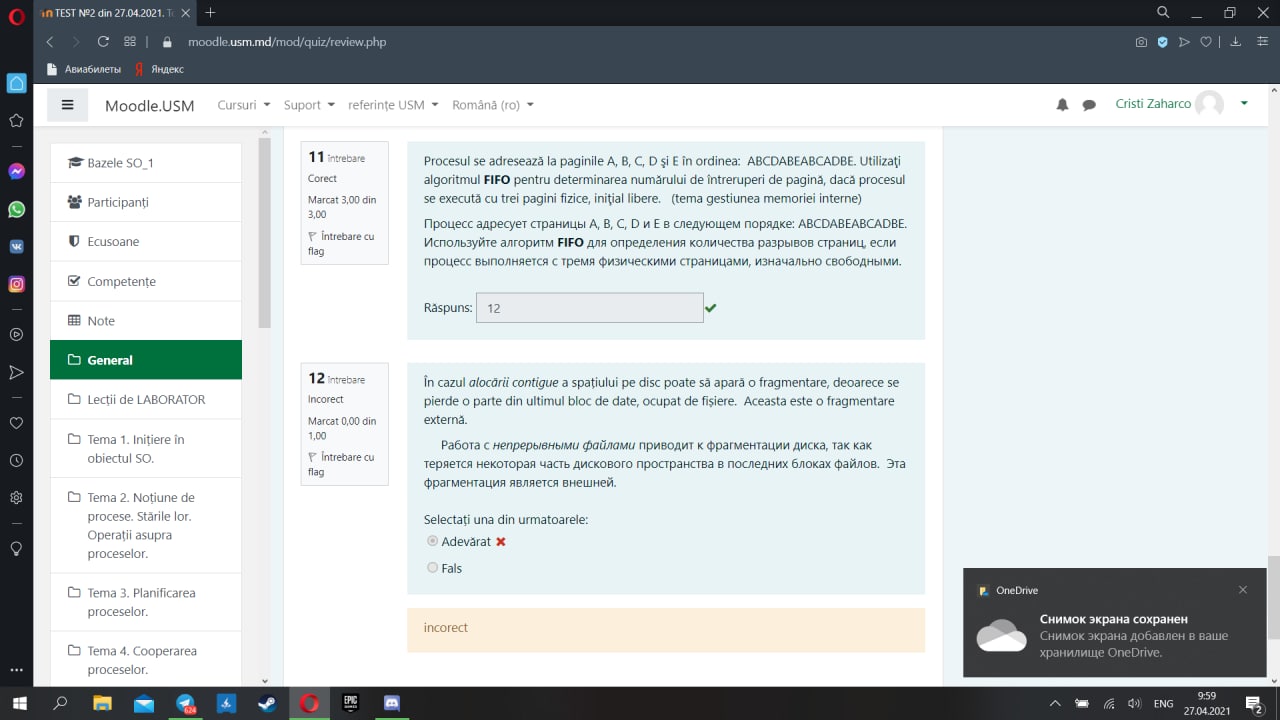 TEST №2 din 27.04.2021. Te
moodle.usm.md/mod/quiz/review.php
Авиабилеты Яндекс
Moodle.USM Cursuri Suport referințe USM Română (ro) Cristi Zaharco
Bazele SO_1
Participanți
Ecusoane
Competențe
Note
General
Lecții de LABORATOR
Tema 1. Inițiere în
obiectul SO.
Tema 2. Noțiune de
procese. Stările lor.
Operații asupra
proceselor.
Tema 3. Planificarea
proceselor.
Tema 4. Cooperarea
proceselor.
11 Întrebare
Corect
Marcat 3,00 din
3,00
Întrebare cu
flag
Procesul se adresează la paginile A, B, C, D şi E în ordinea: ABCDABEABCADBE. Utilizaţi
algoritmul FIFO pentru determinarea numărului de întreruperi de pagină, dacă procesul
se execută cu trei pagini fizice, iniţial libere. (tema gestiunea memoriei interne)
Процесс адресует страницы A, B, C, D и E в следующем порядке: ABCDABEABCADBE.
Используйте алгоритм FIFO для определения количества разрывов страниц, если
процесс выполняется с тремя физическими страницами, изначально свободными.
Răspuns: 12
12 Întrebare
Incorect
Marcat 0,00 din
1,00
Întrebare cu
flag
În cazul alocării contigue a spațiului pe disc poate să apară o fragmentare, deoarece se
pierde o parte din ultimul bloc de date, ocupat de fișiere. Aceasta este o fragmentare
externă.
Работа с непрерывными файлами приводит к фрагментации диска, так как
теряется некоторая часть дискового пространства в последних блоках файлов. Эта
фрагментация является внешней.
Selectați una din urmatoarele:
Adevărat
Fals
incorect
OneDrive
Снимок экрана сохранен
Снимок экрана добавлен в ваше
хранилище OneDrive.
624
EPIC
GAMES
ENG
9:59
27.04.2021
2